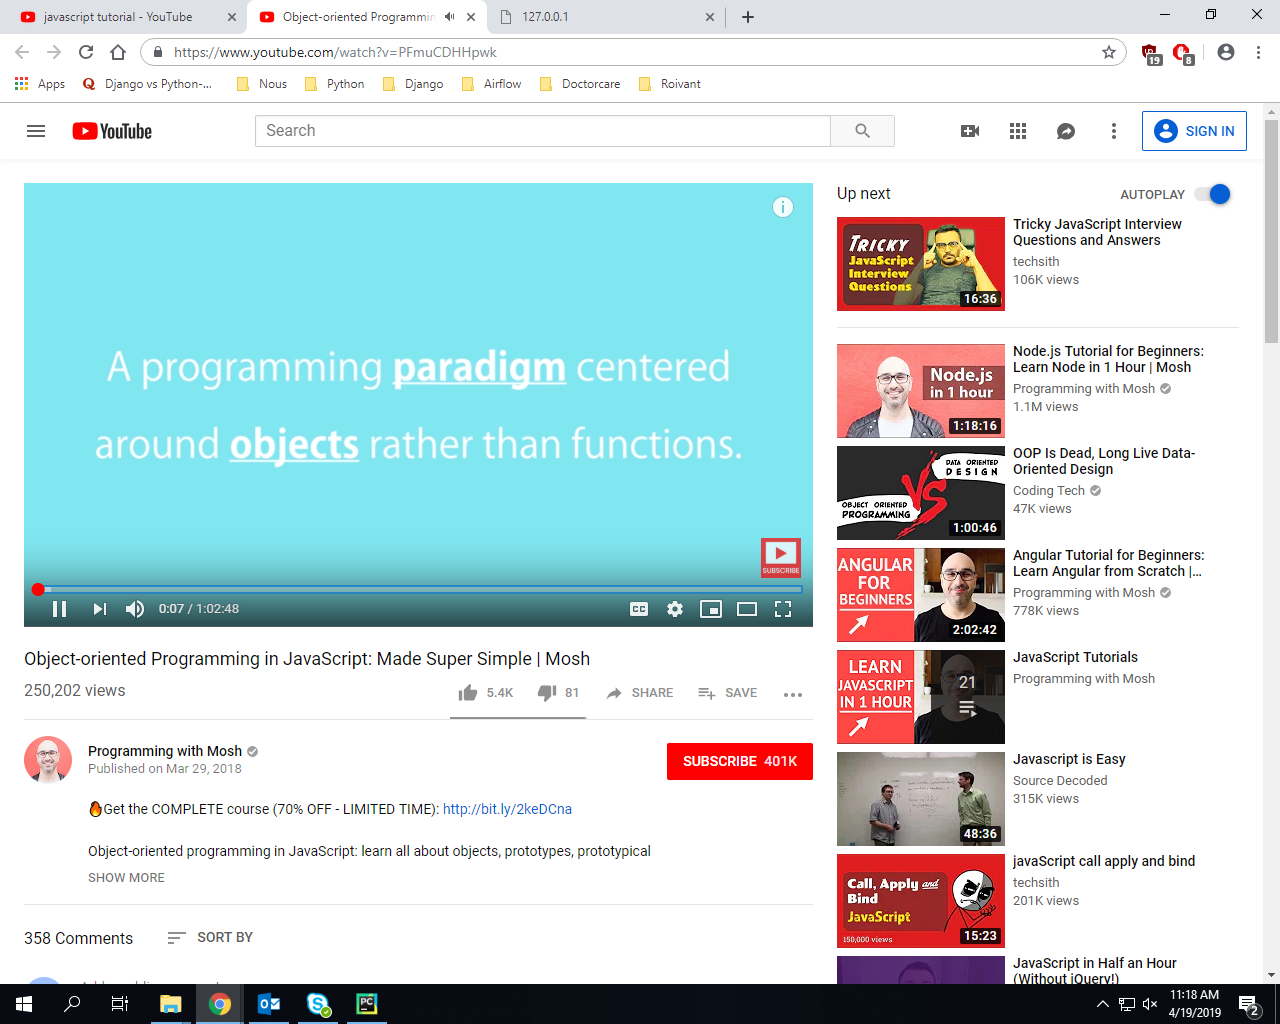 javascript tutorial - YouTube
Object-oriented Programmin
127.0.0.1
https://www.youtube.com/watch?v=PFmuCDHHpwk
19
8
Apps
Django vs Python-...
Nous
Python
Django
Airflow
Doctorcare
Roivant
YouTube
Search
SIGN IN
A programming paradigm centered
around objects rather than functions.
SUBSCRIBE
0:07 / 1:02:48
CC
Object-oriented Programming in JavaScript: Made Super Simple | Mosh
250,202 views
5.4K
81
SHARE
SAVE
Programming with Mosh
Published on Mar 29, 2018
SUBSCRIBE 401K
Get the COMPLETE course (70% OFF - LIMITED TIME): http://bit.ly/2keDCna
Object-oriented programming in JavaScript: learn all about objects, prototypes, prototypical
SHOW MORE
358 Comments
SORT BY
Up next
AUTOPLAY
TRICKY
JavaScript
Interview
Questions
16:36
Tricky JavaScript Interview
Questions and Answers
techsith
106K views
Node.js
in 1 hour
1:18:16
Node.js Tutorial for Beginners:
Learn Node in 1 Hour | Mosh
Programming with Mosh
1.1M views
DATA ORIENTED
DESIGN
VS
OBJECT ORIENTED
PROGRAMMING
1:00:46
OOP Is Dead, Long Live Data-
Oriented Design
Coding Tech
47K views
ANGULAR
FOR
BEGINNERS
2:02:42
Angular Tutorial for Beginners:
Learn Angular from Scratch |...
Programming with Mosh
778K views
LEARN
JAVASCRIPT
IN 1 HOUR
21
JavaScript Tutorials
Programming with Mosh
48:36
Javascript is Easy
Source Decoded
315K views
Call, Apply and
Bind
JavaScript
150,000 views
15:23
javaScript call apply and bind
techsith
201K views
JavaScript in Half an Hour
(Without jQuery!)
PC
11:18 AM
4/19/2019
2